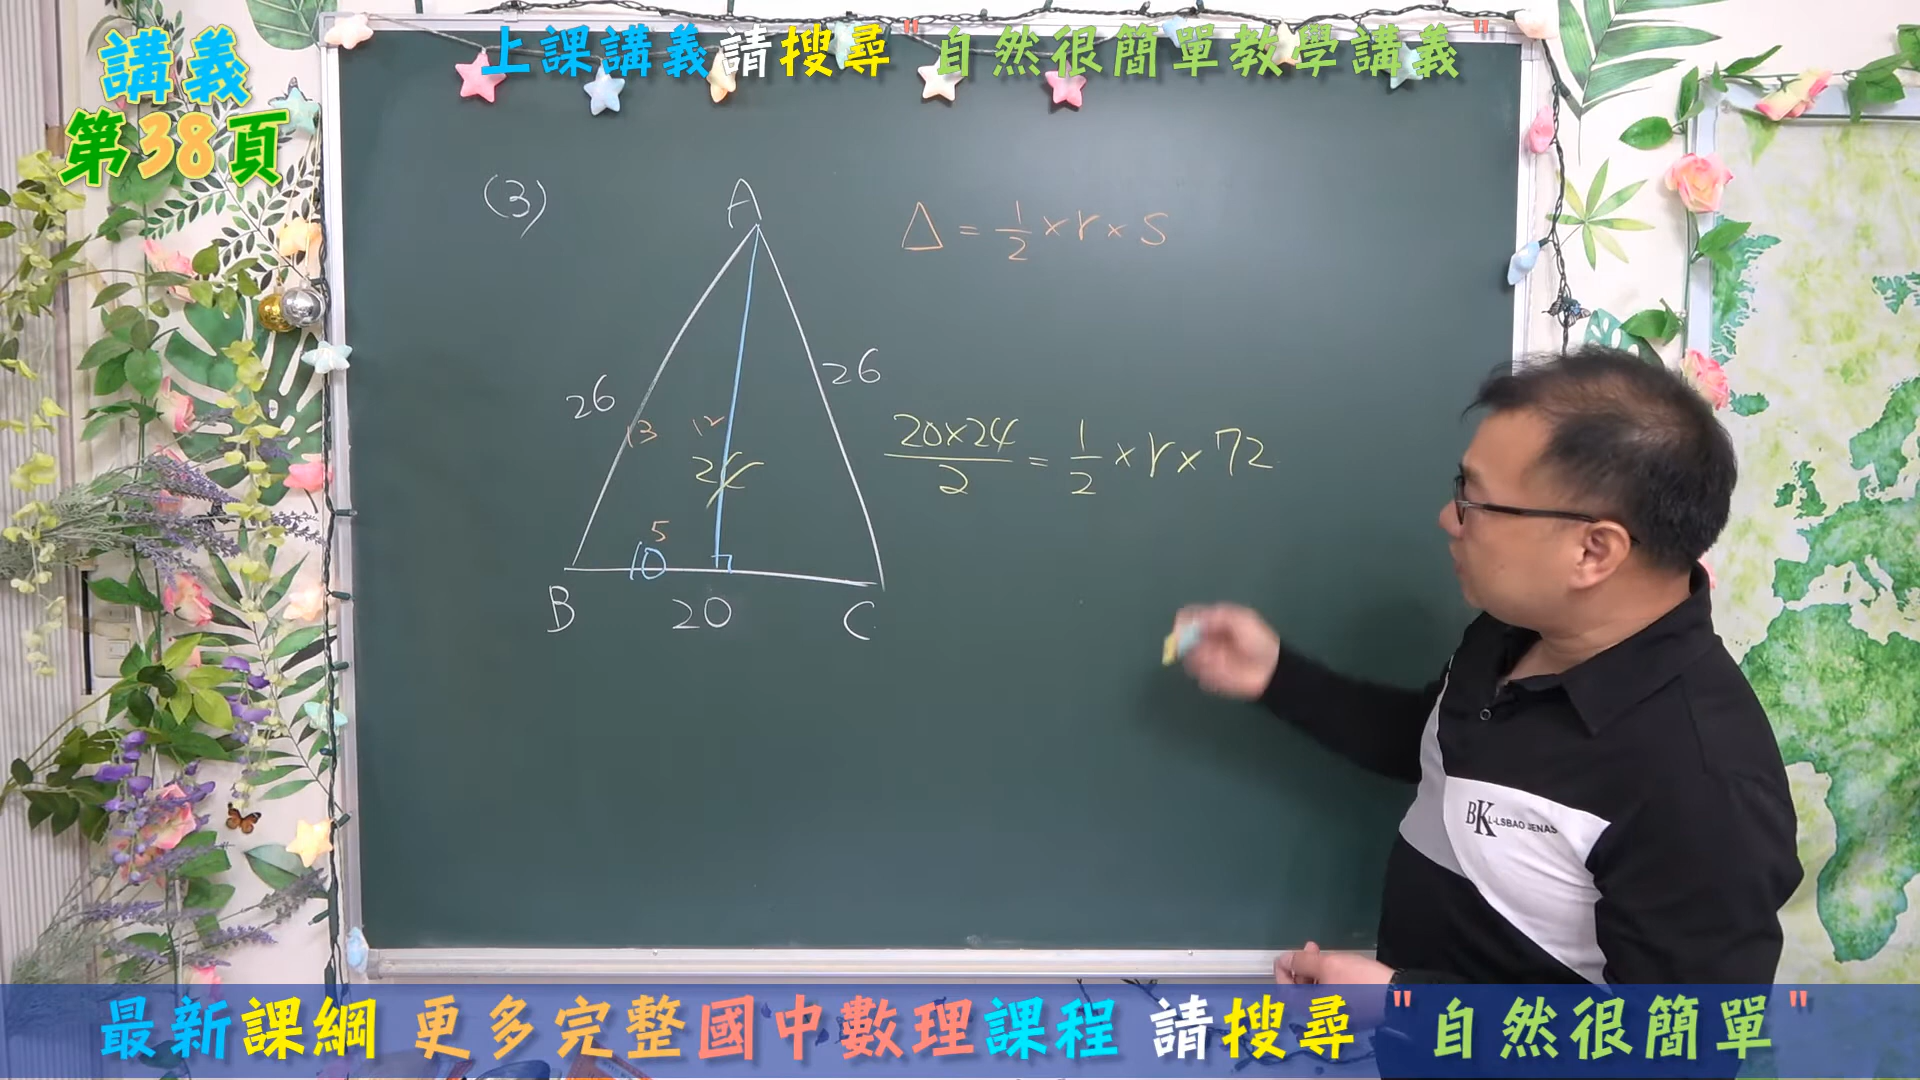 講義
第38頁
上課講義請搜尋"自然很簡單教學講義"
(3)
A
△ = 1/2 × r × S
26
26
13
12
24
20×24/2 = 1/2 × r × 72
5
10
B
20
C
BK
L-LSBAO JENAS
最新課綱 更多完整國中數理課程 請搜尋"自然很簡單"